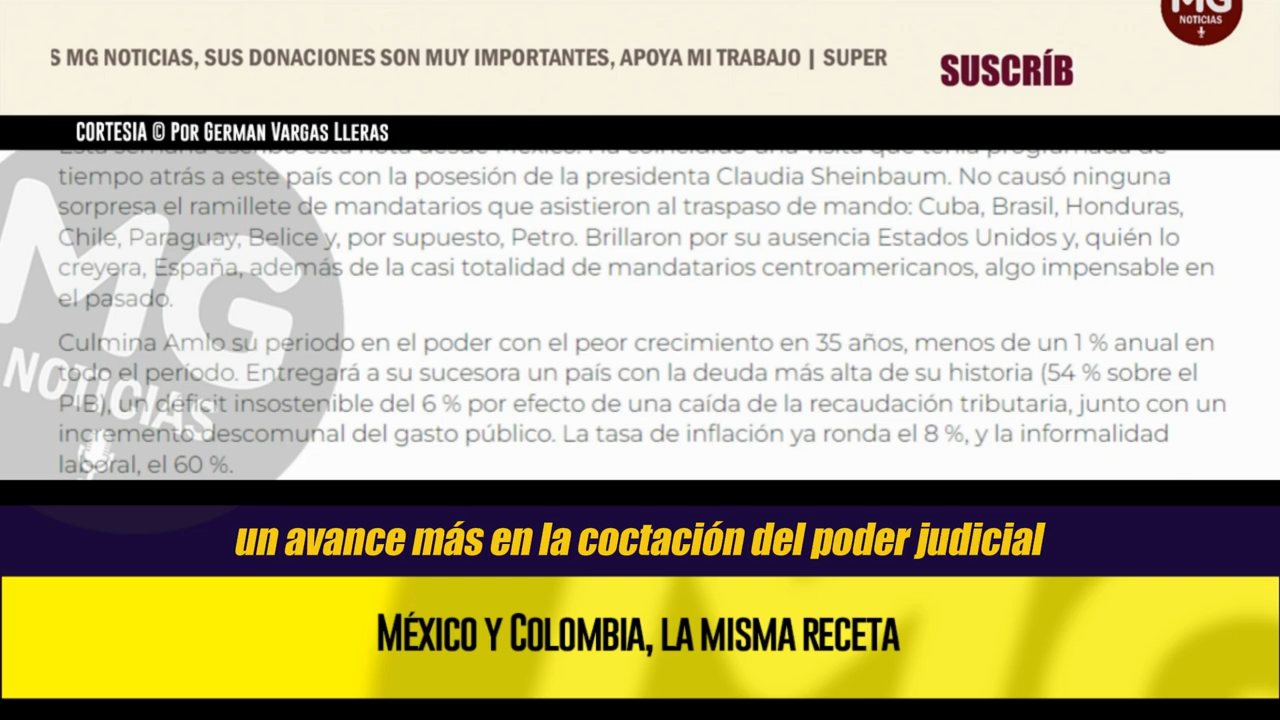 MG
NOTICIAS
S MG NOTICIAS, SUS DONACIONES SON MUY IMPORTANTES, APOYA MI TRABAJO | SUPER
SUSCRÍB
CORTESIA © POR GERMAN VARGAS LLERAS
tiempo atrás a este país con la posesión de la presidenta Claudia Sheinbaum. No causó ninguna
sorpresa el ramillete de mandatarios que asistieron al traspaso de mando: Cuba, Brasil, Honduras,
Chile, Paraguay, Belice y, por supuesto, Petro. Brillaron por su ausencia Estados Unidos y, quién lo
creyera, España, además de la casi totalidad de mandatarios centroamericanos, algo impensable en
el pasado.
Culmina Amlo su periodo en el poder con el peor crecimiento en 35 años, menos de un 1 % anual en
todo el período. Entregará a su sucesora un país con la deuda más alta de su historia (54 % sobre el
PIB), un déficit insostenible del 6 % por efecto de una caída de la recaudación tributaria, junto con un
incremento descomunal del gasto público. La tasa de inflación ya ronda el 8 %, y la informalidad
laboral, el 60 %.
MG
NOTICIAS
un avance más en la coctación del poder judicial
MÉXICO Y COLOMBIA, LA MISMA RECETA